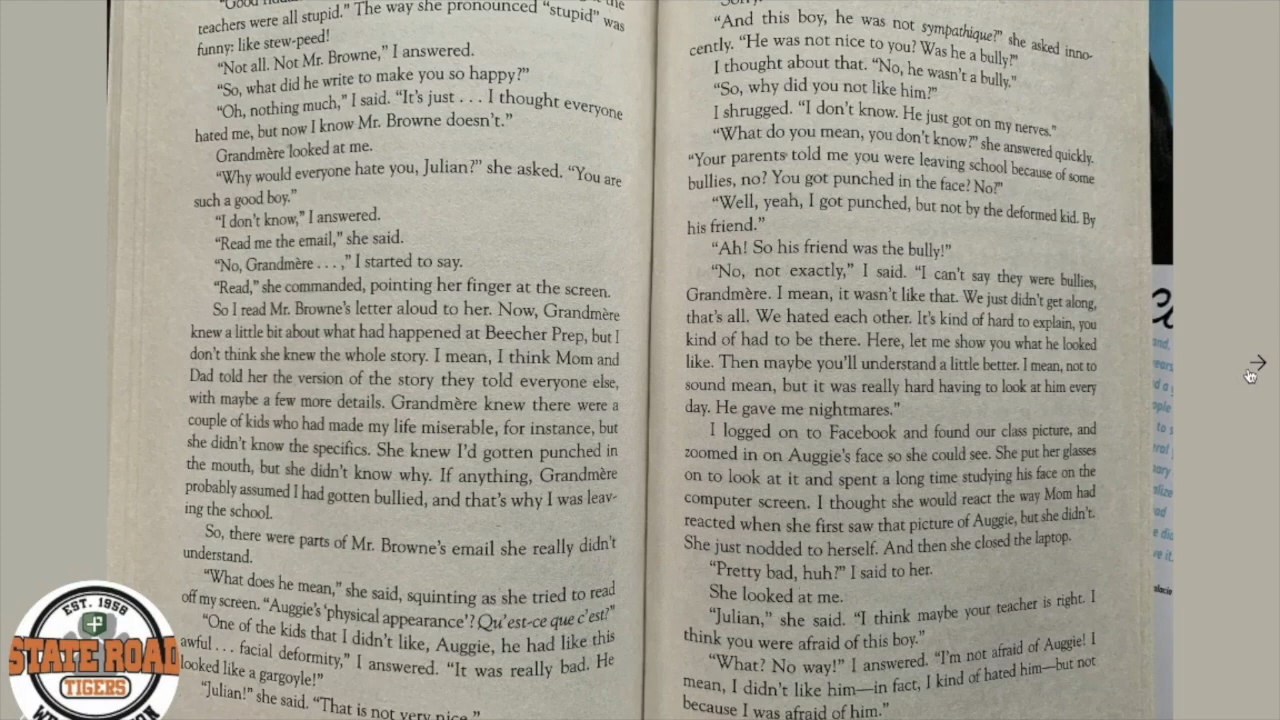 teachers were all stupid." The way she pronounced "stupid" was
funny: like stew-peed!
"Not all. Not Mr. Browne," I answered.
"So, what did he write to make you so happy?"
"Oh, nothing much," I said. "It's just . . . I thought everyone
hated me, but now I know Mr. Browne doesn't."
Grandmère looked at me.
"Why would everyone hate you, Julian?" she asked. "You are
such a good boy."
"I don't know," I answered.
"Read me the email," she said.
"No, Grandmère . . . ," I started to say.
"Read," she commanded, pointing her finger at the screen.
So I read Mr. Browne's letter aloud to her. Now, Grandmère
knew a little bit about what had happened at Beecher Prep, but I
don't think she knew the whole story. I mean, I think Mom and
Dad told her the version of the story they told everyone else,
with maybe a few more details. Grandmère knew there were a
couple of kids who had made my life miserable, for instance, but
she didn't know the specifics. She knew I'd gotten punched in
the mouth, but she didn't know why. If anything, Grandmère
probably assumed I had gotten bullied, and that's why I was leav-
ing the school.
So, there were parts of Mr. Browne's email she really didn't
understand.
"What does he mean," she said, squinting as she tried to read
off my screen. "Auggie's 'physical appearance'? Qu'est-ce que c'est?"
"One of the kids that I didn't like, Auggie, he had like this
awful . . . facial deformity," I answered. "It was really bad. He
looked like a gargoyle!"
"Julian!" she said. "That is not very nice."
"And this boy, he was not sympathique?" she asked inno-
cently. "He was not nice to you? Was he a bully?"
I thought about that. "No, he wasn't a bully."
"So, why did you not like him?"
I shrugged. "I don't know. He just got on my nerves."
"What do you mean, you don't know?" she answered quickly.
"Your parents told me you were leaving school because of some
bullies, no? You got punched in the face? No?"
"Well, yeah, I got punched, but not by the deformed kid. By
his friend."
"Ah! So his friend was the bully!"
"No, not exactly," I said. "I can't say they were bullies,
Grandmère. I mean, it wasn't like that. We just didn't get along,
that's all. We hated each other. It's kind of hard to explain, you
kind of had to be there. Here, let me show you what he looked
like. Then maybe you'll understand a little better. I mean, not to
sound mean, but it was really hard having to look at him every
day. He gave me nightmares."
I logged on to Facebook and found our class picture, and
zoomed in on Auggie's face so she could see. She put her glasses
on to look at it and spent a long time studying his face on the
computer screen. I thought she would react the way Mom had
reacted when she first saw that picture of Auggie, but she didn't.
She just nodded to herself. And then she closed the laptop.
"Pretty bad, huh?" I said to her.
She looked at me.
"Julian," she said. "I think maybe your teacher is right. I
think you were afraid of this boy."
"What? No way!" I answered. "I'm not afraid of Auggie! I
mean, I didn't like him—in fact, I kind of hated him—but not
because I was afraid of him."
EST. 1956
STATE ROAD
TIGERS